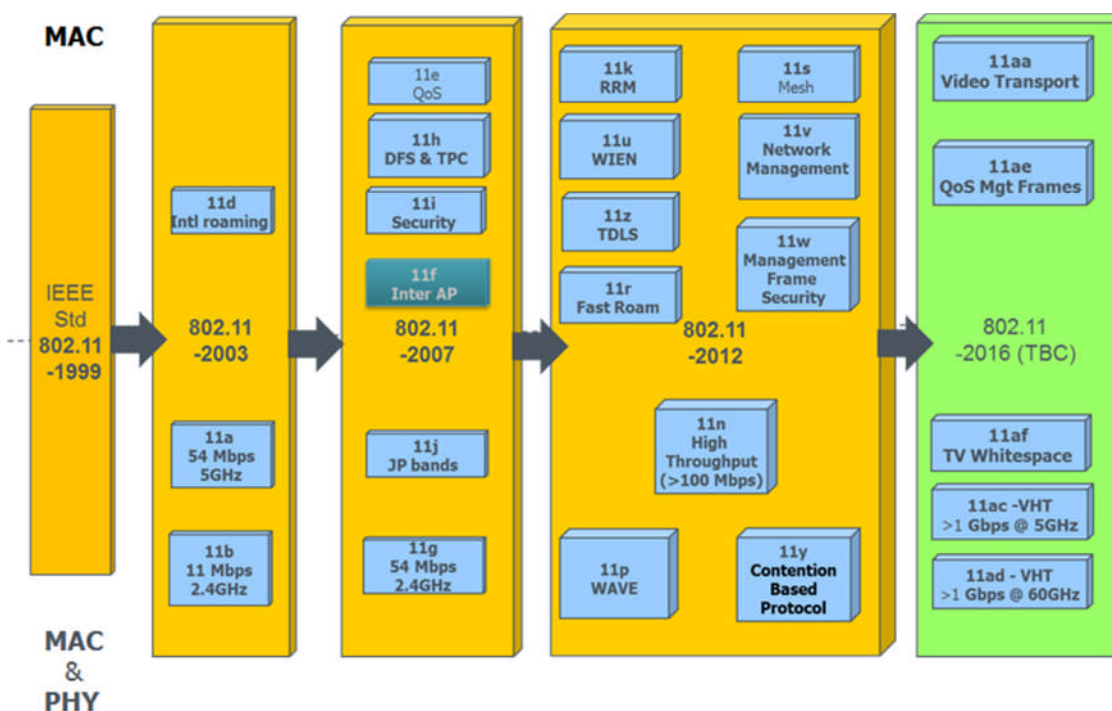 MAC
IEEE
Std
802.11
-1999
MAC
&
PHY
11d
Intl roaming
802.11
-2003
11a
54 Mbps
5GHz
11b
11 Mbps
2.4GHz
11e
QoS
11h
DFS & TPC
11i
Security
11f
Inter AP
802.11
-2007
11j
JP bands
11g
54 Mbps
2.4GHz
11k
RRM
11s
Mesh
11u
WIEN
11v
Network
Management
11z
TDLS
11w
Management
Frame
Security
11r
Fast Roam
802.11
-2012
11n
High
Throughput
(>100 Mbps)
11p
WAVE
11y
Contention
Based
Protocol
11aa
Video Transport
11ae
QoS Mgt Frames
802.11
-2016 (TBC)
11af
TV Whitespace
11ac -VHT
>1 Gbps @ 5GHz
11ad - VHT
>1 Gbps @ 60GHz